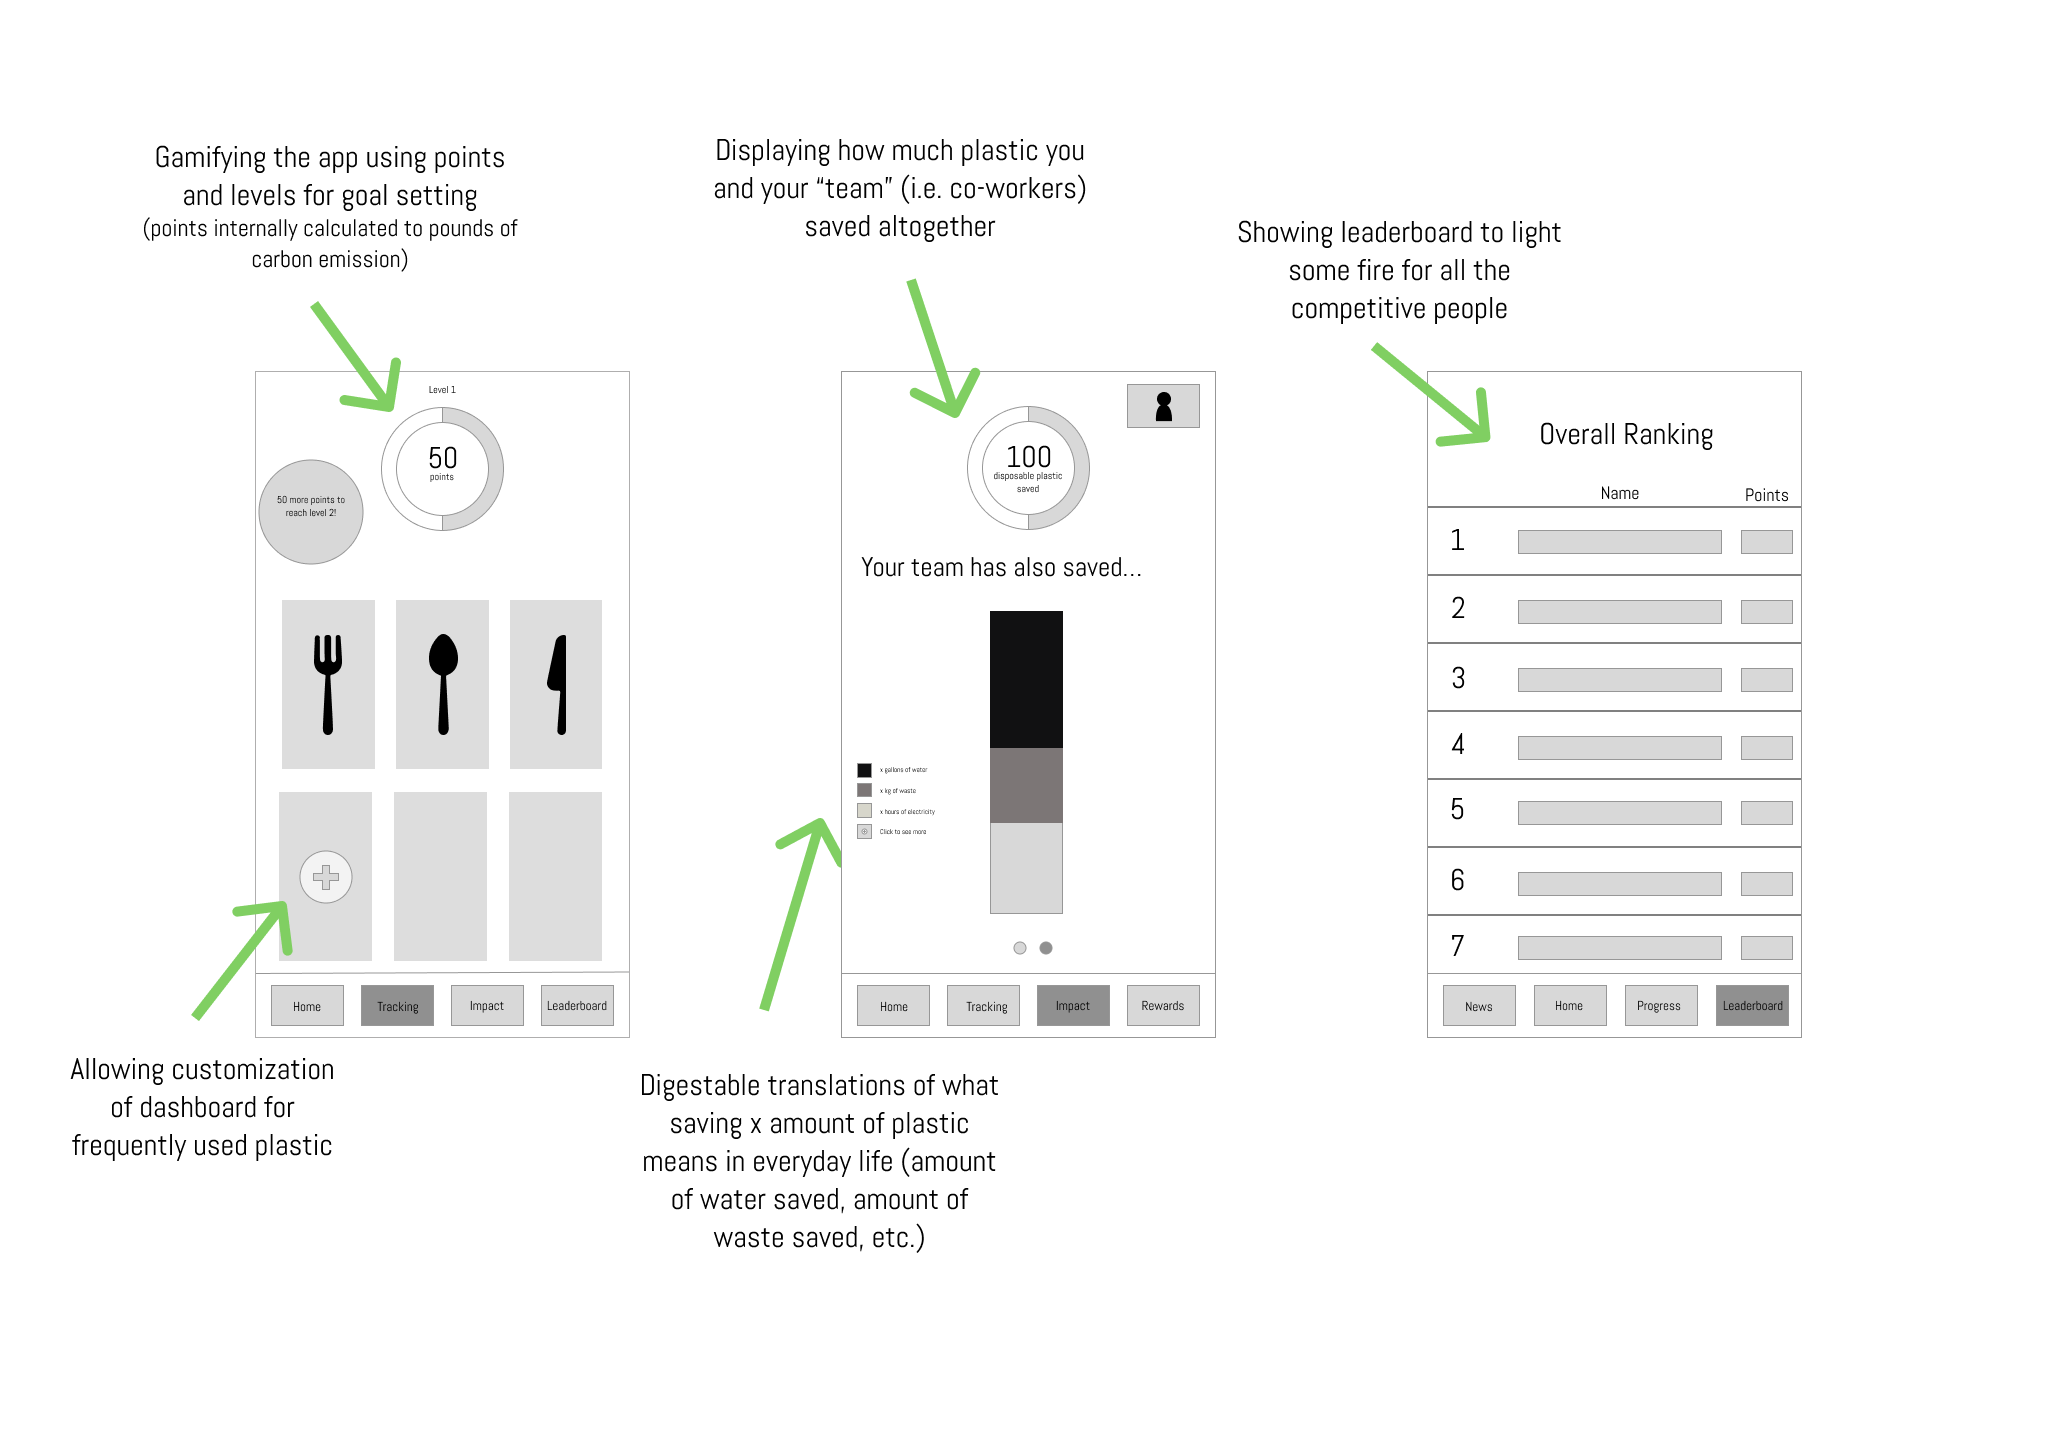 Gamifying the app using points
and levels for goal setting
(points internally calculated to pounds of
carbon emission)
Displaying how much plastic you
and your “team” (i.e. co-workers)
saved altogether
Showing leaderboard to light
some fire for all the
competitive people
Level 1
50
points
50 more points to
reach level 2!
Home
Tracking
Impact
Leaderboard
Allowing customization
of dashboard for
frequently used plastic
100
disposable plastic
saved
Your team has also saved...
x gallons of water
x kg of waste
x hours of electricity
Click to see more
Home
Tracking
Impact
Rewards
Digestable translations of what
saving x amount of plastic
means in everyday life (amount
of water saved, amount of
waste saved, etc.)
Overall Ranking
Name
Points
1
2
3
4
5
6
7
News
Home
Progress
Leaderboard